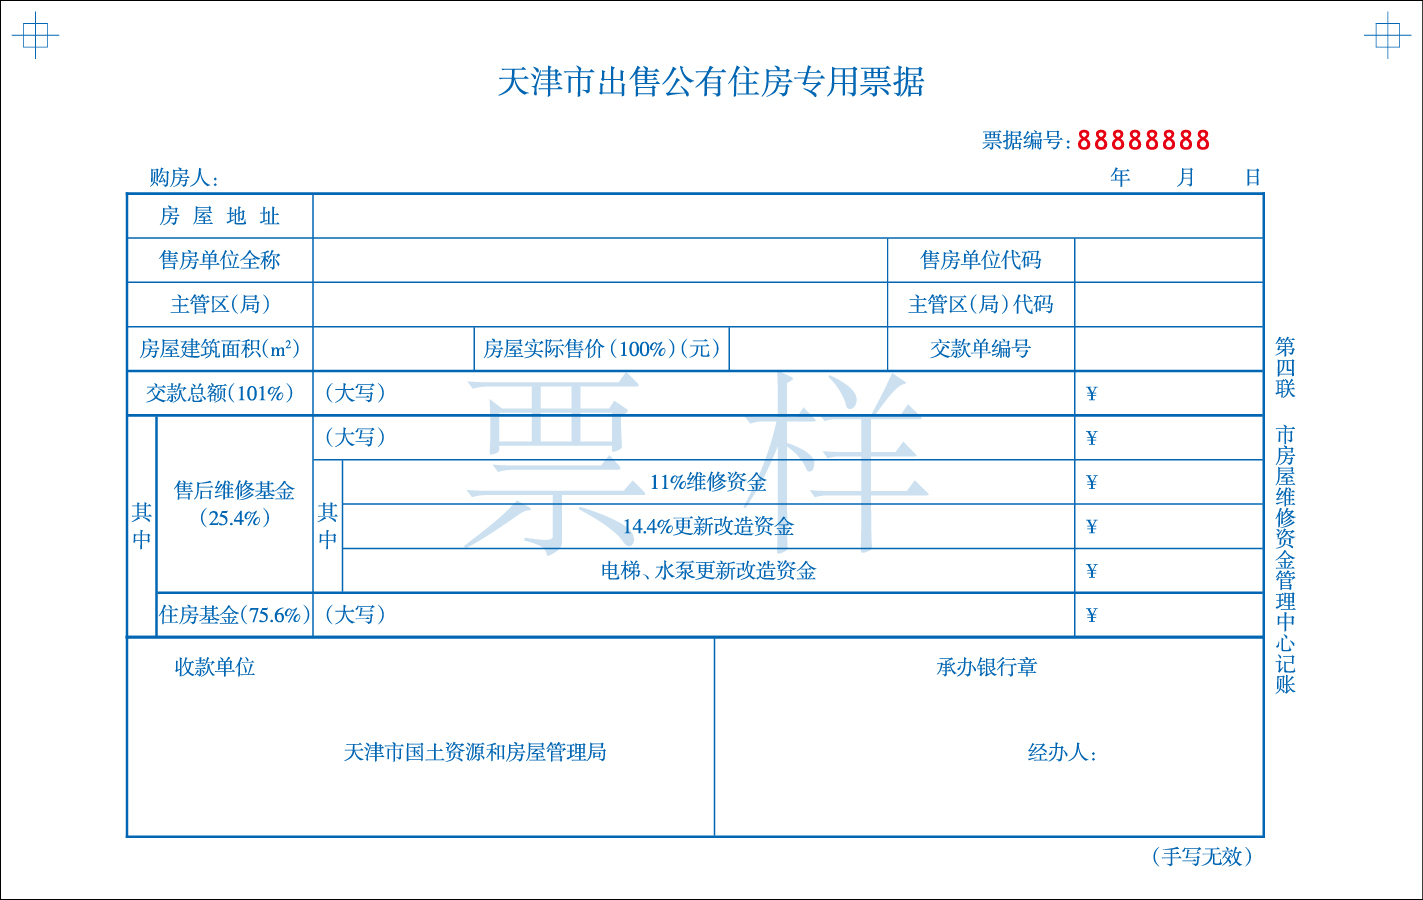 天津市出售公有住房专用票据
票据编号：88888888
购房人： 年 月 日
房屋地址
售房单位全称 售房单位代码
主管区（局） 主管区（局）代码
房屋建筑面积（m²） 房屋实际售价（100%）（元） 交款单编号
交款总额（101%） （大写） ¥
其中 售后维修基金（25.4%） （大写） ¥
其中 11%维修资金 ¥
14.4%更新改造资金 ¥
电梯、水泵更新改造资金 ¥
住房基金（75.6%） （大写） ¥
收款单位 承办银行章
天津市国土资源和房屋管理局 经办人：
（手写无效）
第四联 市房屋维修资金管理中心记账
票样